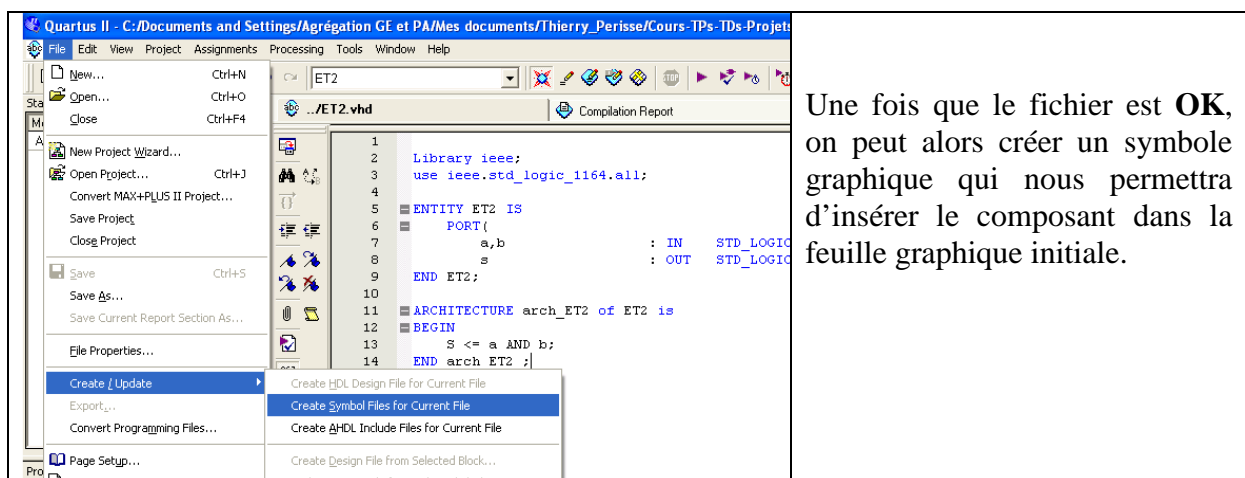 Quartus II - C:/Documents and Settings/Agrégation GE et PA/Mes documents/Thierry_Perisse/Cours-TPs-TDs-Projets
File Edit View Project Assignments Processing Tools Window Help
New... Ctrl+N
Open... Ctrl+O
Close Ctrl+F4
New Project Wizard...
Open Project... Ctrl+J
Convert MAX+PLUS II Project...
Save Project
Close Project
Save Ctrl+S
Save As...
Save Current Report Section As...
File Properties...
Create / Update
Export...
Convert Programming Files...
Page Setup...
Create HDL Design File for Current File
Create Symbol Files for Current File
Create AHDL Include Files for Current File
Create Design File from Selected Block...
ET2
STOP
.../ET2.vhd
Compilation Report
1
2 Library ieee;
3 use ieee.std_logic_1164.all;
4
5 ENTITY ET2 IS
6 PORT(
7 a,b : IN STD_LOGIC
8 s : OUT STD_LOGIC
9 END ET2;
10
11 ARCHITECTURE arch_ET2 of ET2 is
12 BEGIN
13 S <= a AND b;
14 END arch ET2 ;
Une fois que le fichier est OK,
on peut alors créer un symbole
graphique qui nous permettra
d'insérer le composant dans la
feuille graphique initiale.